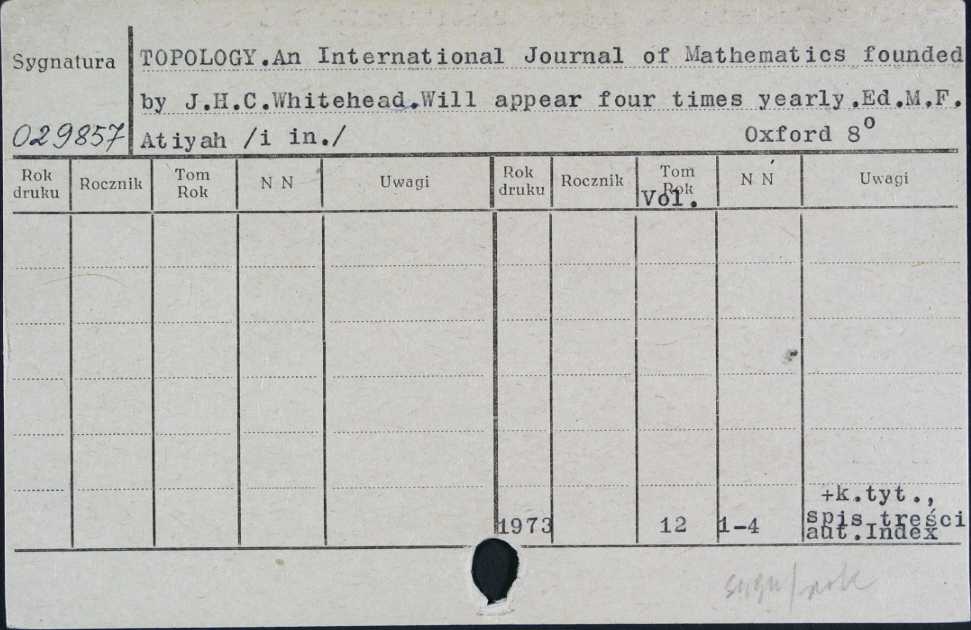 Sygnatura
TOPOLOGY.An International Journal of Mathematics founded
by J.H.C.Whitehead.Will appear four times yearly.Ed.M.F.
029857 Atiyah /i in./ Oxford 8°
Rok druku Rocznik Tom Rok N N Uwagi Rok druku Rocznik Tom Rok N N Uwagi
Vol.
+k.tyt.,
1973 12 1-4 spis treści
aut.Index